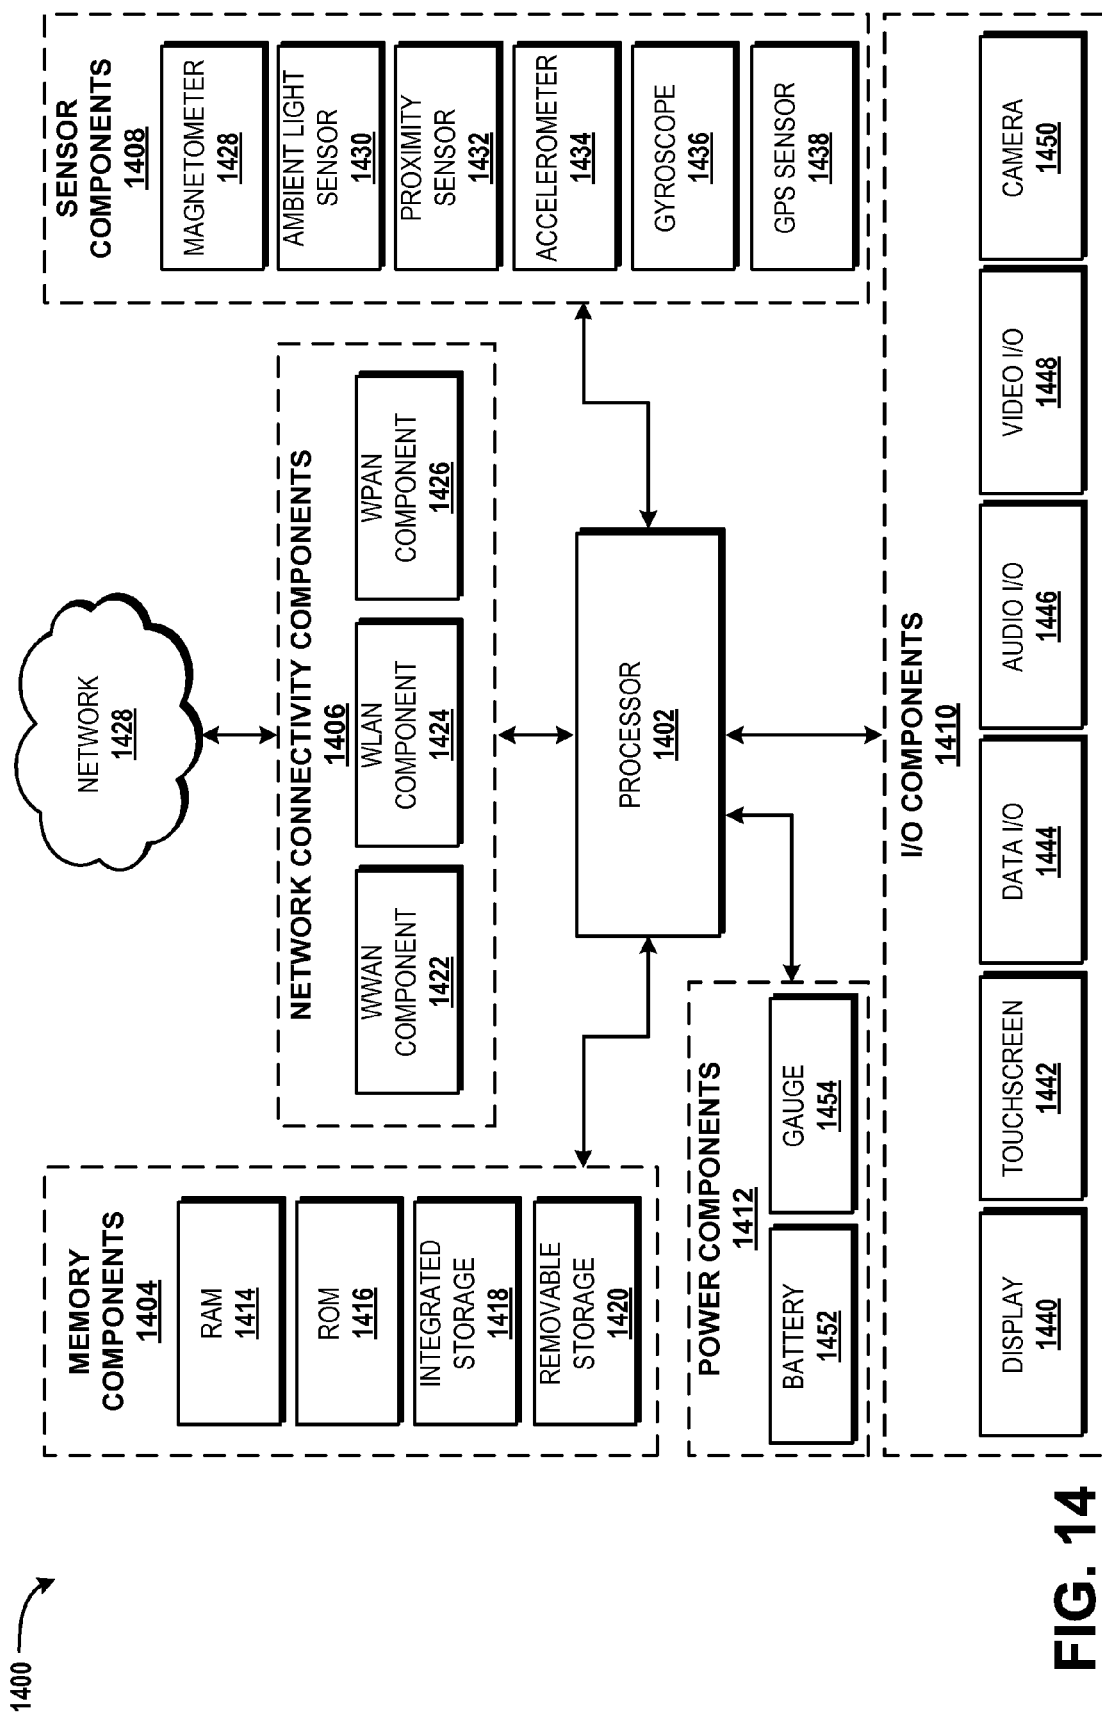 1400
NETWORK
1428
MEMORY
COMPONENTS
1404
RAM
1414
ROM
1416
INTEGRATED
STORAGE
1418
REMOVABLE
STORAGE
1420
NETWORK CONNECTIVITY COMPONENTS
1406
WWAN
COMPONENT
1422
WLAN
COMPONENT
1424
WPAN
COMPONENT
1426
SENSOR
COMPONENTS
1408
MAGNETOMETER
1428
AMBIENT LIGHT
SENSOR
1430
PROXIMITY
SENSOR
1432
ACCELEROMETER
1434
GYROSCOPE
1436
GPS SENSOR
1438
PROCESSOR
1402
POWER COMPONENTS
1412
BATTERY
1452
GAUGE
1454
I/O COMPONENTS
1410
DISPLAY
1440
TOUCHSCREEN
1442
DATA I/O
1444
AUDIO I/O
1446
VIDEO I/O
1448
CAMERA
1450
FIG. 14